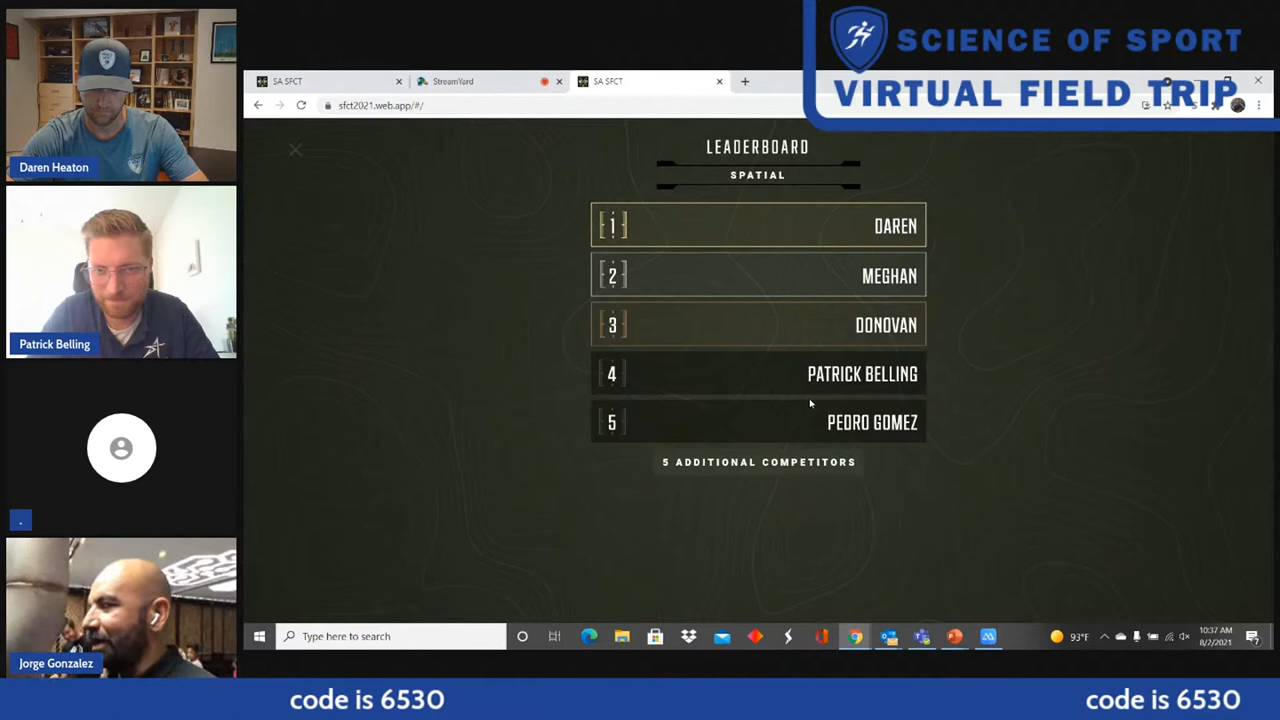 SCIENCE OF SPORT
VIRTUAL FIELD TRIP
SA SFCT
StreamYard
SA SFCT
sfct2021.web.app/#/
Daren Heaton
Patrick Belling
.
Jorge Gonzalez
LEADERBOARD
SPATIAL
1 DAREN
2 MEGHAN
3 DONOVAN
4 PATRICK BELLING
5 PEDRO GOMEZ
5 ADDITIONAL COMPETITORS
Type here to search
93°F
10:37 AM
8/2/2021
7
code is 6530
code is 6530